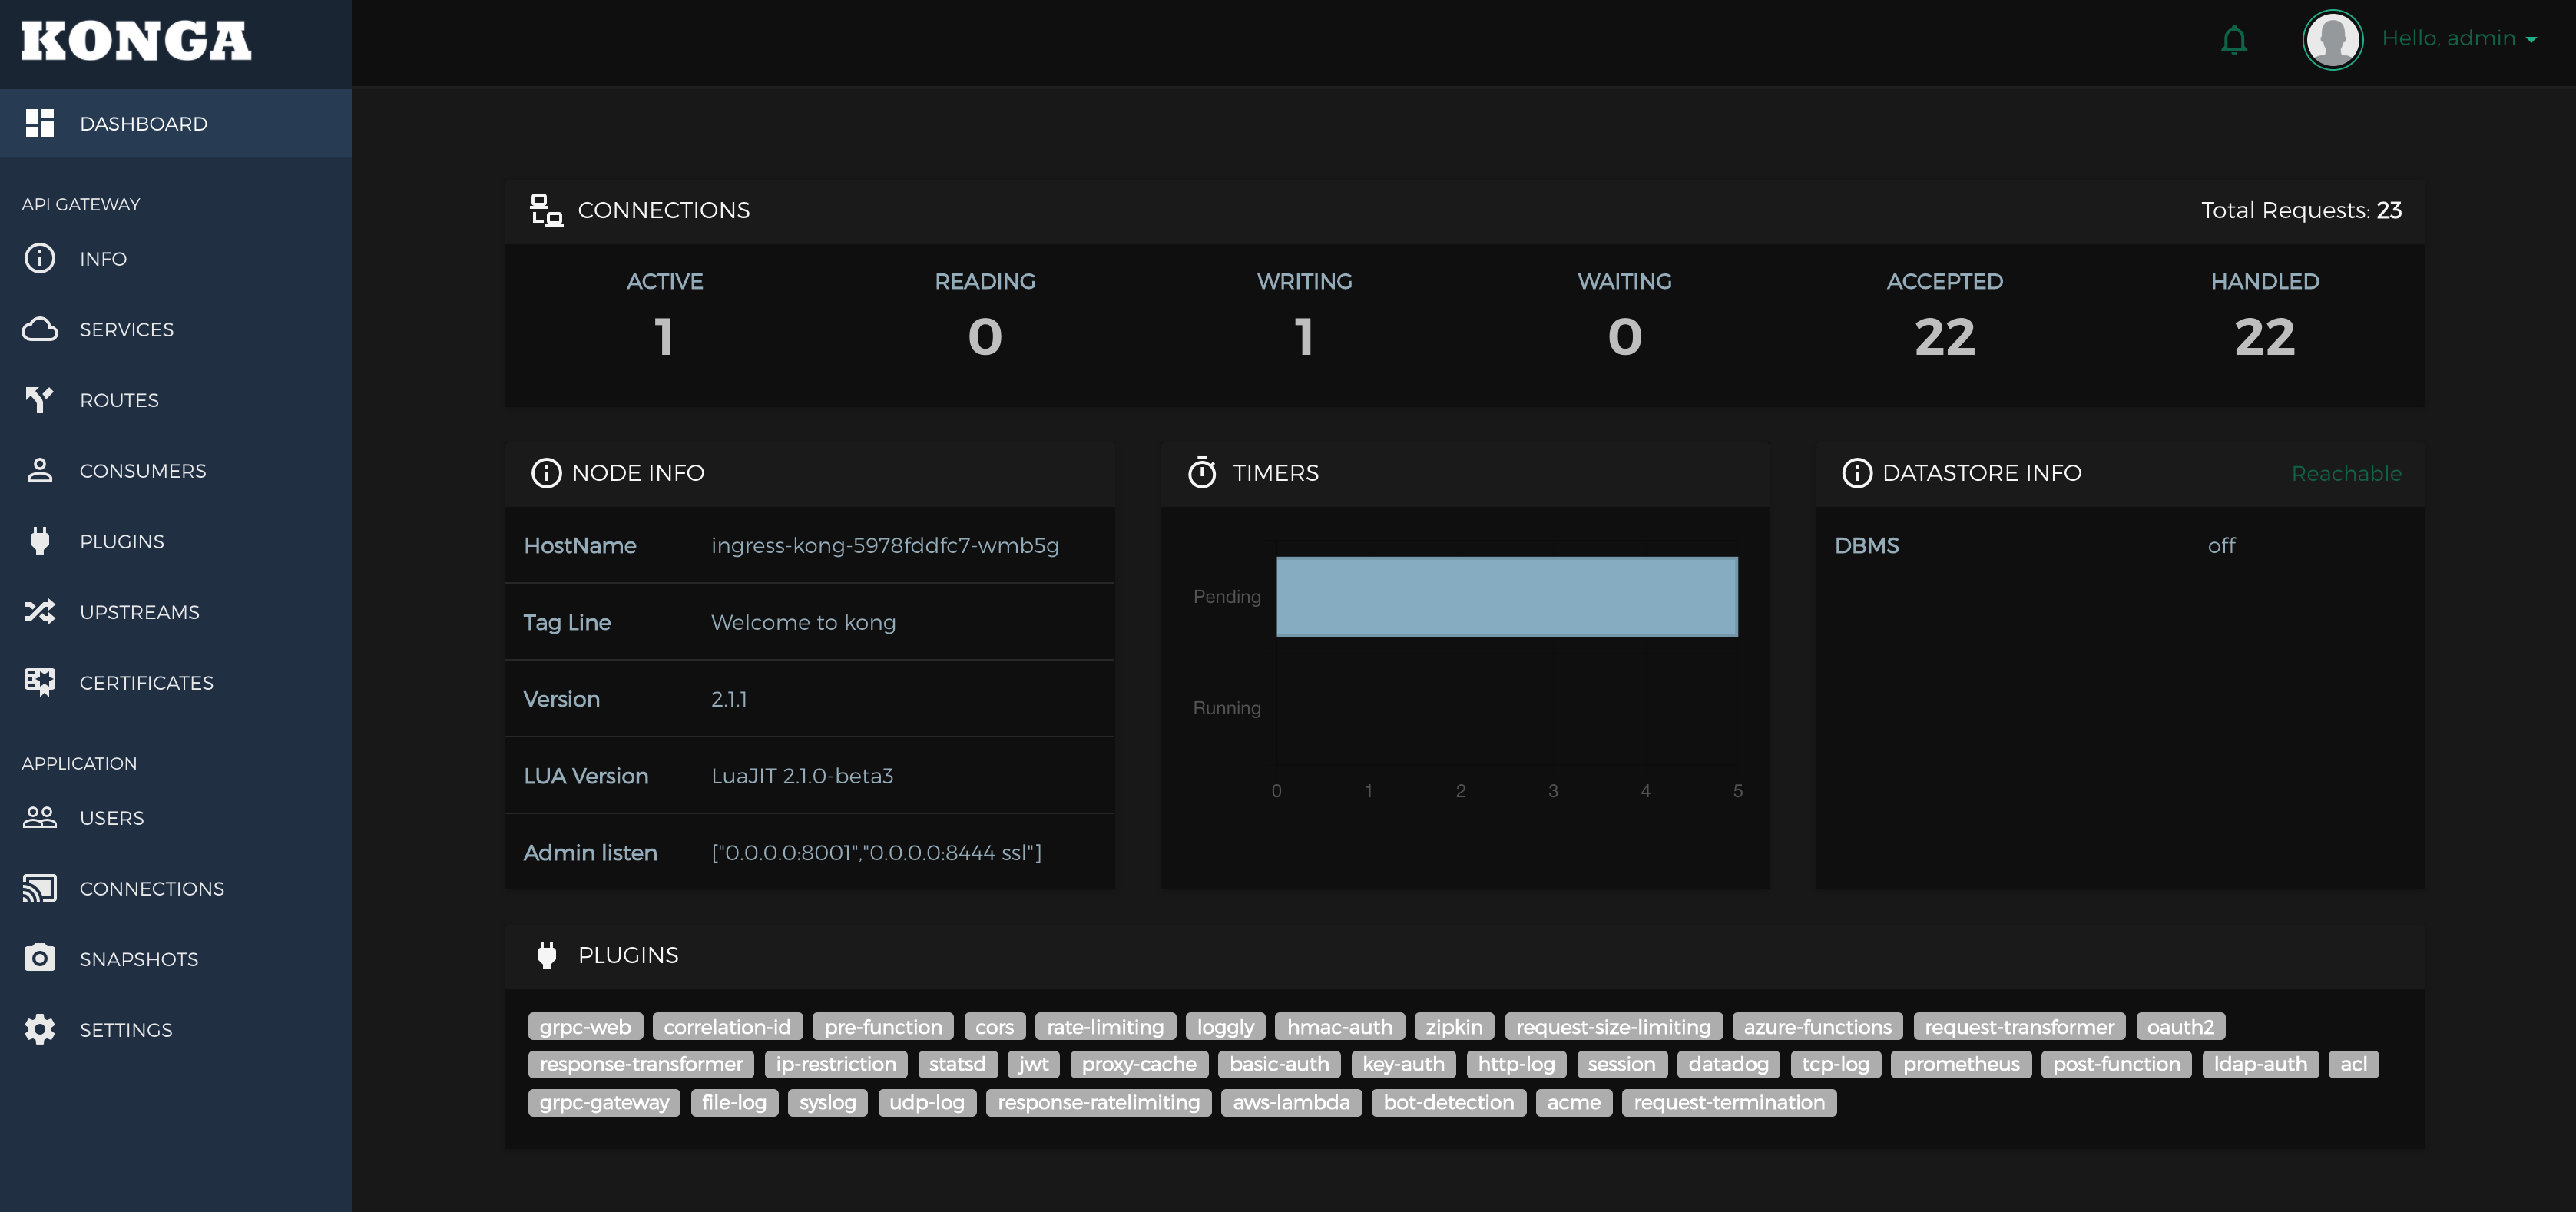 KONGA
Hello, admin
DASHBOARD
API GATEWAY
INFO
SERVICES
ROUTES
CONSUMERS
PLUGINS
UPSTREAMS
CERTIFICATES
APPLICATION
USERS
CONNECTIONS
SNAPSHOTS
SETTINGS
CONNECTIONS Total Requests: 23
ACTIVE READING WRITING WAITING ACCEPTED HANDLED
1 0 1 0 22 22
NODE INFO
HostName ingress-kong-5978fddfc7-wmb5g
Tag Line Welcome to kong
Version 2.1.1
LUA Version LuaJIT 2.1.0-beta3
Admin listen ["0.0.0.0:8001","0.0.0.0:8444 ssl"]
TIMERS
Pending
Running
0 1 2 3 4 5
DATASTORE INFO Reachable
DBMS off
PLUGINS
grpc-web correlation-id pre-function cors rate-limiting loggly hmac-auth zipkin request-size-limiting azure-functions request-transformer oauth2
response-transformer ip-restriction statsd jwt proxy-cache basic-auth key-auth http-log session datadog tcp-log prometheus post-function ldap-auth acl
grpc-gateway file-log syslog udp-log response-ratelimiting aws-lambda bot-detection acme request-termination